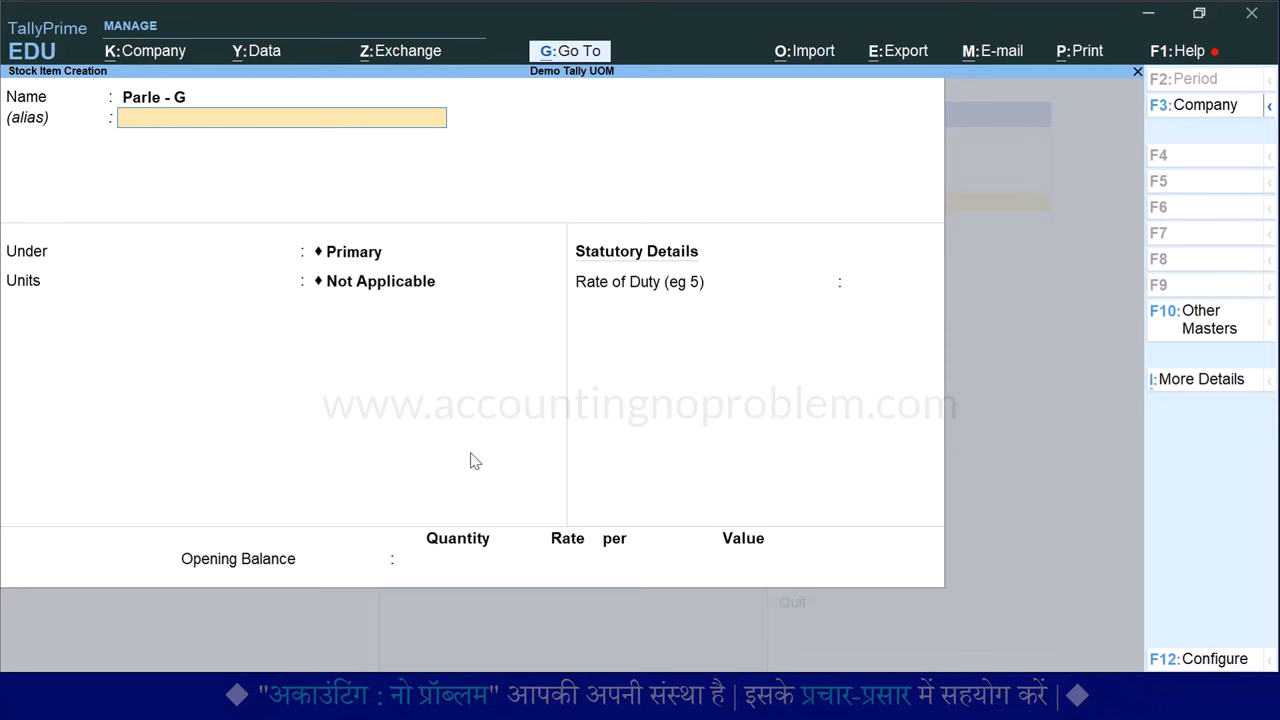 TallyPrime
EDU
MANAGE
K:Company
Y:Data
Z:Exchange
G:Go To
O:Import
E:Export
M:E-mail
P:Print
F1:Help
Stock Item Creation
Demo Tally UOM
Name : Parle - G
(alias) :
Under : ♦ Primary
Units : ♦ Not Applicable
Statutory Details
Rate of Duty (eg 5) :
www.accountingnoproblem.com
Quantity Rate per Value
Opening Balance :
Quit
F2:Period
F3:Company
F4
F5
F6
F7
F8
F9
F10:Other
Masters
I:More Details
F12:Configure
◆ "अकाउंटिंग : नो प्रॉब्लम" आपकी अपनी संस्था है | इसके प्रचार-प्रसार में सहयोग करें | ◆